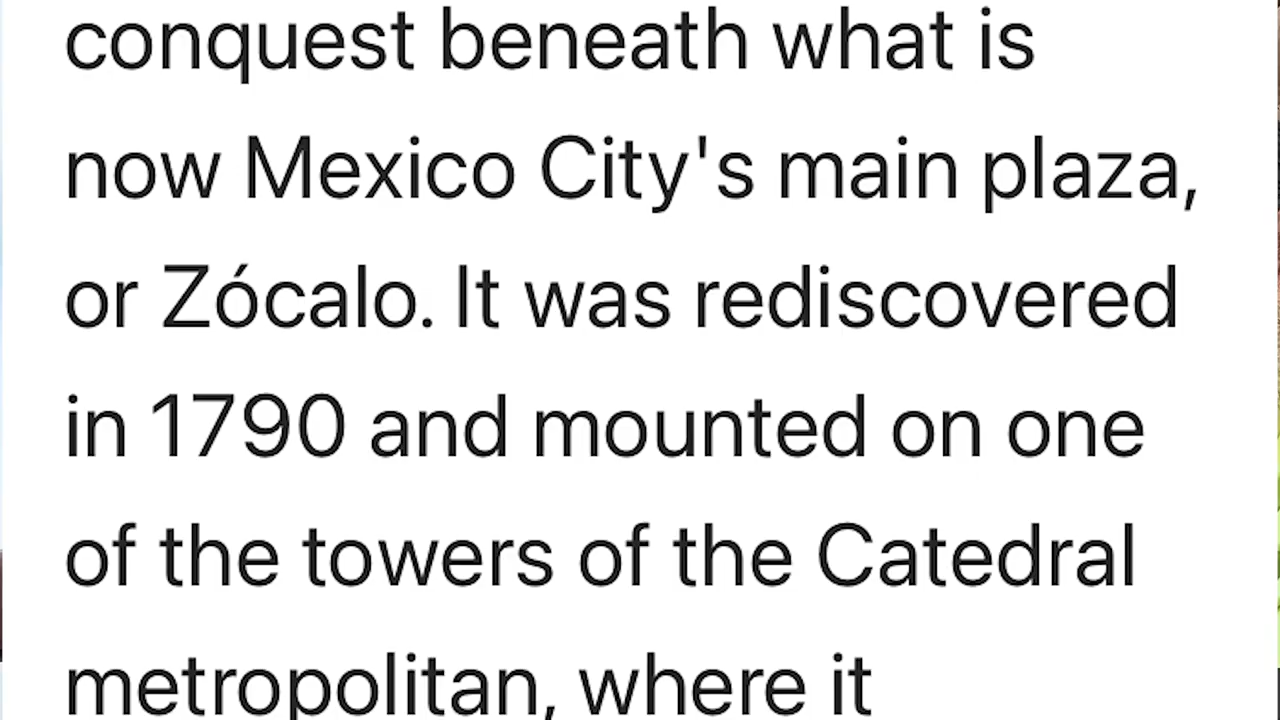 conquest beneath what is
now Mexico City's main plaza,
or Zócalo. It was rediscovered
in 1790 and mounted on one
of the towers of the Catedral
metropolitan, where it